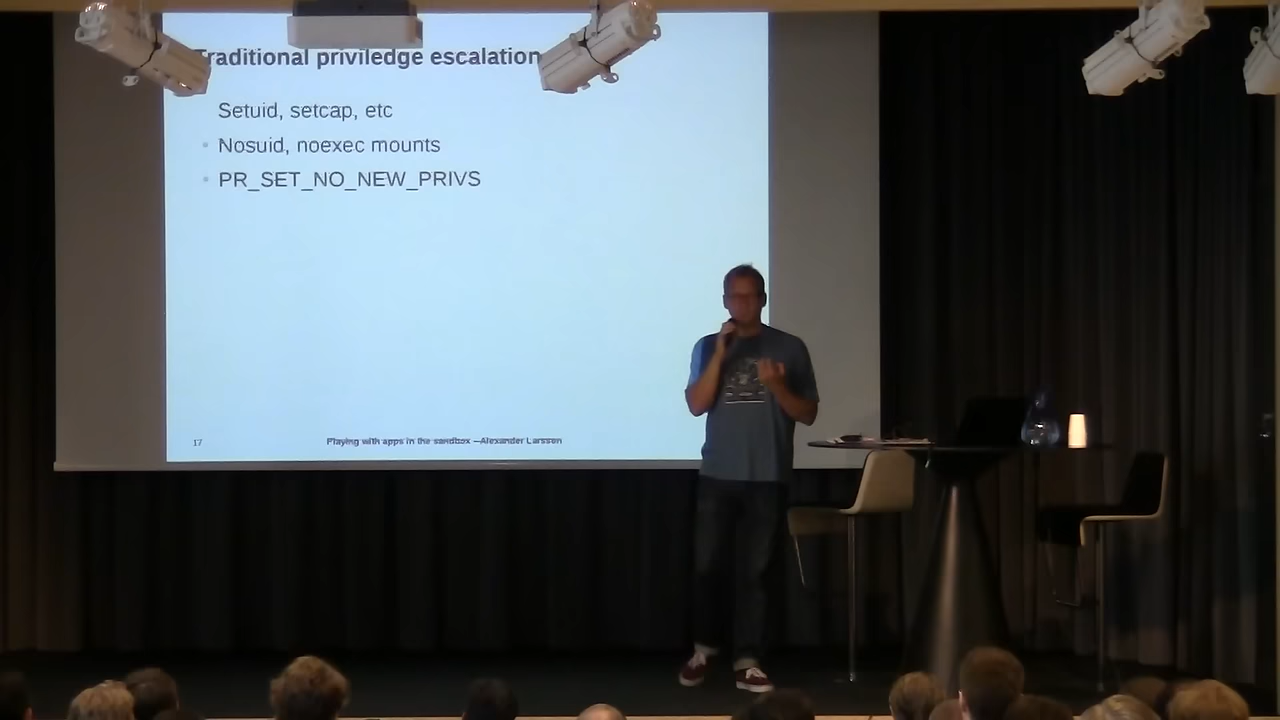 Traditional priviledge escalation
Setuid, setcap, etc
Nosuid, noexec mounts
PR_SET_NO_NEW_PRIVS
17
Playing with apps in the sandbox —Alexander Larsson